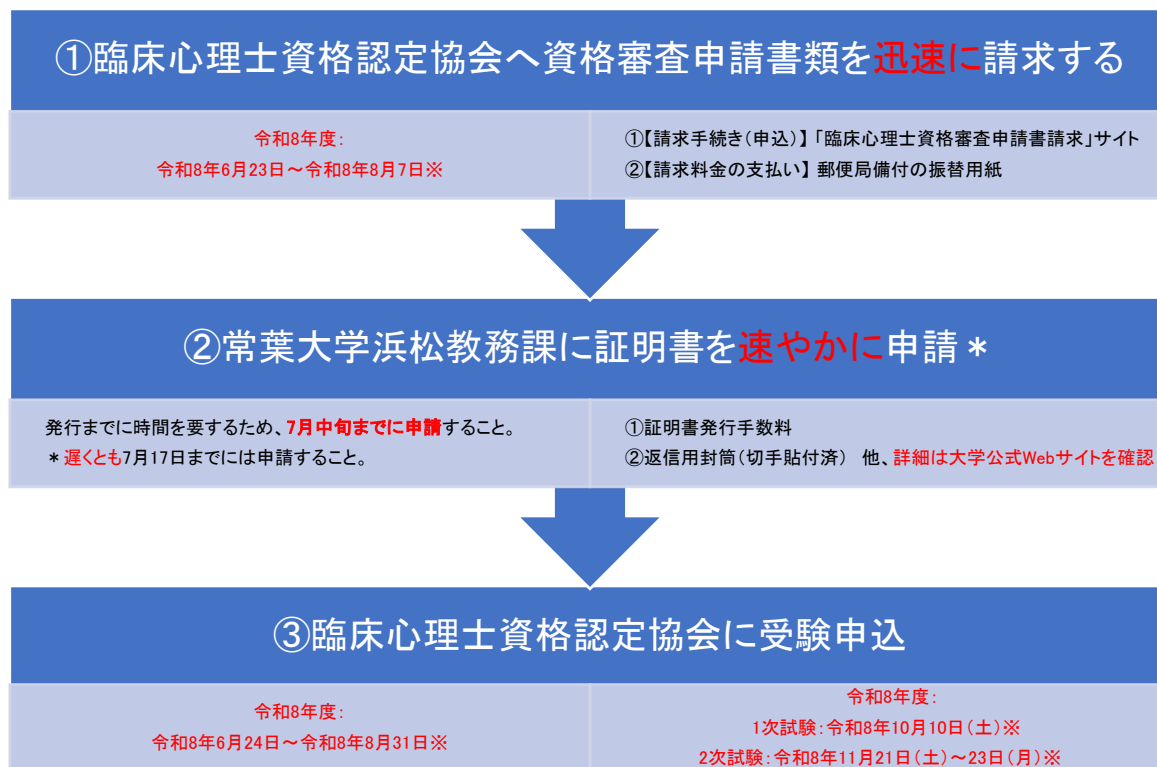 ①臨床心理士資格認定協会へ資格審査申請書類を迅速に請求する
令和8年度:
令和8年6月23日～令和8年8月7日※
①【請求手続き(申込)】「臨床心理士資格審査申請書請求」サイト
②【請求料金の支払い】 郵便局備付の振替用紙
②常葉大学浜松教務課に証明書を速やかに申請＊
発行までに時間を要するため、7月中旬までに申請すること。
＊遅くとも7月17日までには申請すること。
①証明書発行手数料
②返信用封筒(切手貼付済)　他、詳細は大学公式Webサイトを確認
③臨床心理士資格認定協会に受験申込
令和8年度:
令和8年6月24日～令和8年8月31日※
令和8年度:
1次試験:令和8年10月10日(土)※
2次試験:令和8年11月21日(土)～23日(月)※